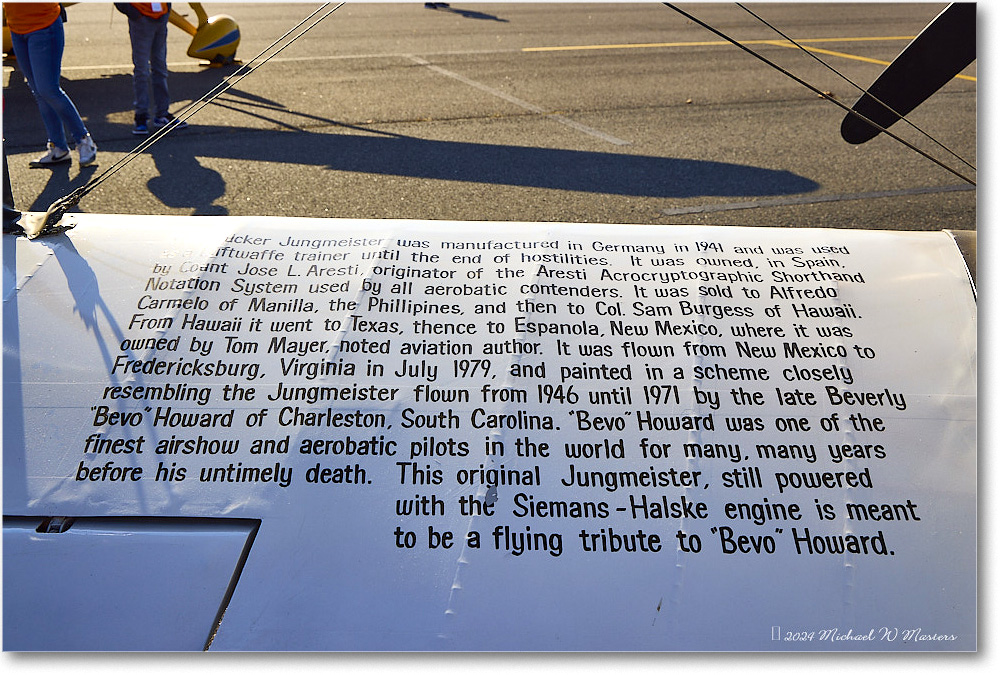 ucker Jungmeister was manufactured in Germany in 1941 and was used
as a Luftwaffe trainer until the end of hostilities. It was owned, in Spain,
by Count Jose L. Aresti, originator of the Aresti Acrocryptographic Shorthand
Notation System used by all aerobatic contenders. It was sold to Alfredo
Carmelo of Manilla, the Phillipines, and then to Col. Sam Burgess of Hawaii.
From Hawaii it went to Texas, thence to Espanola, New Mexico, where it was
owned by Tom Mayer, noted aviation author. It was flown from New Mexico to
Fredericksburg, Virginia in July 1979, and painted in a scheme closely
resembling the Jungmeister flown from 1946 until 1971 by the late Beverly
"Bevo" Howard of Charleston, South Carolina. "Bevo" Howard was one of the
finest airshow and aerobatic pilots in the world for many, many years
before his untimely death. This original Jungmeister, still powered
with the Siemans-Halske engine is meant
to be a flying tribute to "Bevo" Howard.
2024 Michael W Masters